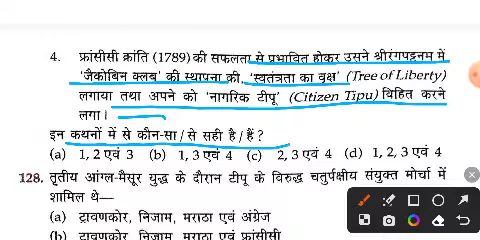 4. फ्रांसीसी क्रांति (1789) की सफलता से प्रभावित होकर उसने श्रीरंगपट्टनम में
'जैकोबिन क्लब' की स्थापना की, 'स्वतंत्रता का वृक्ष' (Tree of Liberty)
लगाया तथा अपने को 'नागरिक टीपू' (Citizen Tipu) विहित करने
लगा।
इन कथनों में से कौन-सा/से सही है/हैं?
(a) 1, 2 एवं 3 (b) 1, 3 एवं 4 (c) 2, 3 एवं 4 (d) 1, 2, 3 एवं 4
128. तृतीय आंग्ल-मैसूर युद्ध के दौरान टीपू के विरुद्ध चतुर्पक्षीय संयुक्त मोर्चा में
शामिल थे—
(a) ट्रावणकोर, निजाम, मराठा एवं अंग्रेज
(b) ट्रावणकोर, निजाम, मराठा एवं फ्रांसीसी